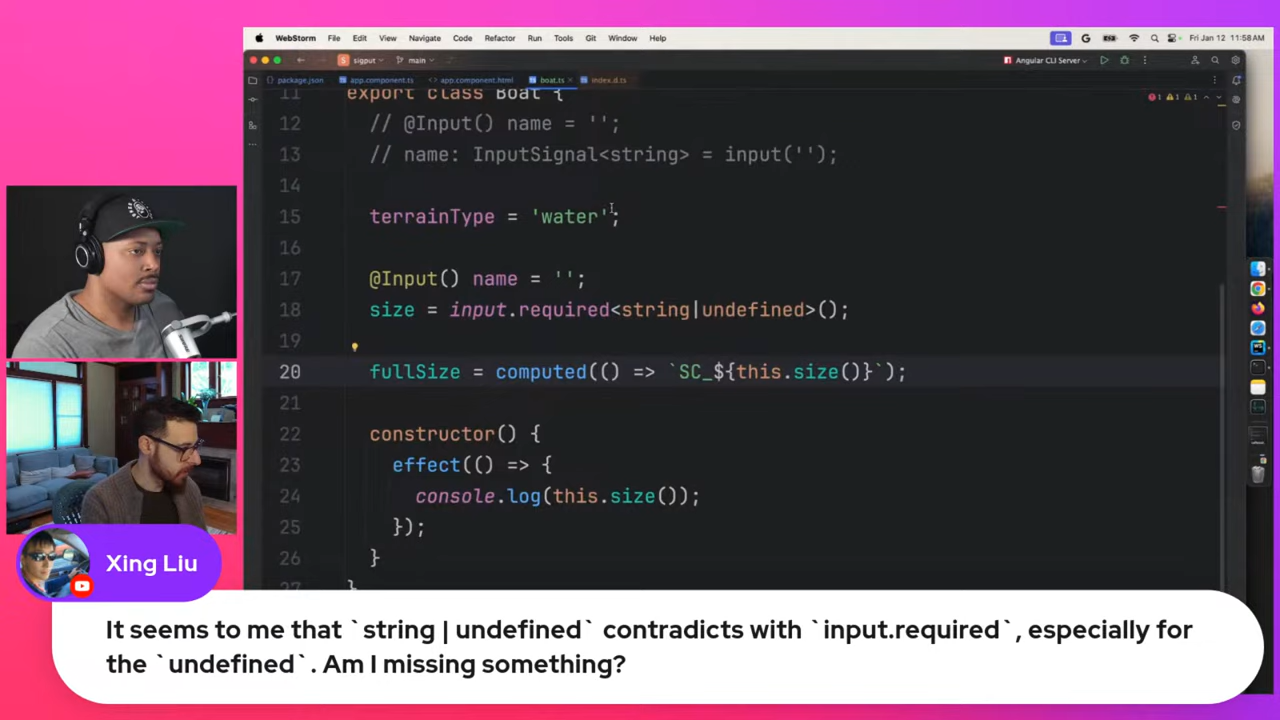 WebStorm File Edit View Navigate Code Refactor Run Tools Git Window Help Fri Jan 12 11:58 AM
sigput main Angular CLI Server
package.json app.component.ts app.component.html boat.ts index.d.ts
11 export class Boat {
12 // @Input() name = '';
13 // name: InputSignal<string> = input('');
14
15 terrainType = 'water';
16
17 @Input() name = '';
18 size = input.required<string|undefined>();
19
20 fullSize = computed(() => `SC_${this.size()}`);
21
22 constructor() {
23 effect(() => {
24 console.log(this.size());
25 });
26 }
27 }
Xing Liu
It seems to me that `string | undefined` contradicts with `input.required`, especially for
the `undefined`. Am I missing something?